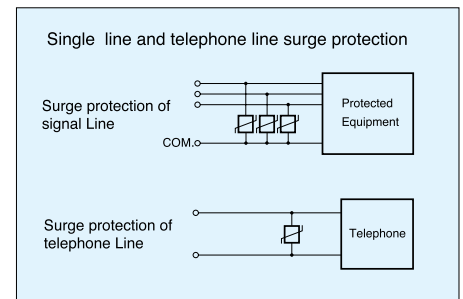 Single line and telephone line surge protection
Surge protection of
signal Line
Protected
Equipment
COM.
Surge protection of
telephone Line
Telephone